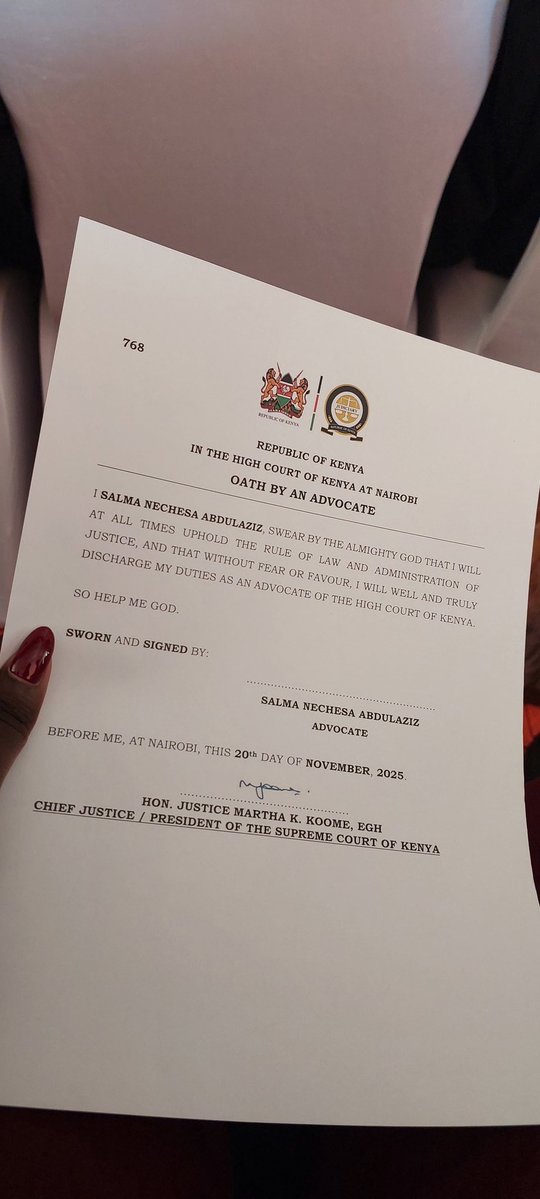 768
REPUBLIC OF KENYA
JUDICIARY
REPUBLIC OF KENYA
IN THE HIGH COURT OF KENYA AT NAIROBI
OATH BY AN ADVOCATE
I SALMA NECHESA ABDULAZIZ, SWEAR BY THE ALMIGHTY GOD THAT I WILL
AT ALL TIMES UPHOLD THE RULE OF LAW AND ADMINISTRATION OF
JUSTICE, AND THAT WITHOUT FEAR OR FAVOUR, I WILL WELL AND TRULY
DISCHARGE MY DUTIES AS AN ADVOCATE OF THE HIGH COURT OF KENYA.
SO HELP ME GOD.
SWORN AND SIGNED BY:
SALMA NECHESA ABDULAZIZ
ADVOCATE
BEFORE ME, AT NAIROBI, THIS 20th DAY OF NOVEMBER, 2025.
HON. JUSTICE MARTHA K. KOOME, EGH
CHIEF JUSTICE / PRESIDENT OF THE SUPREME COURT OF KENYA